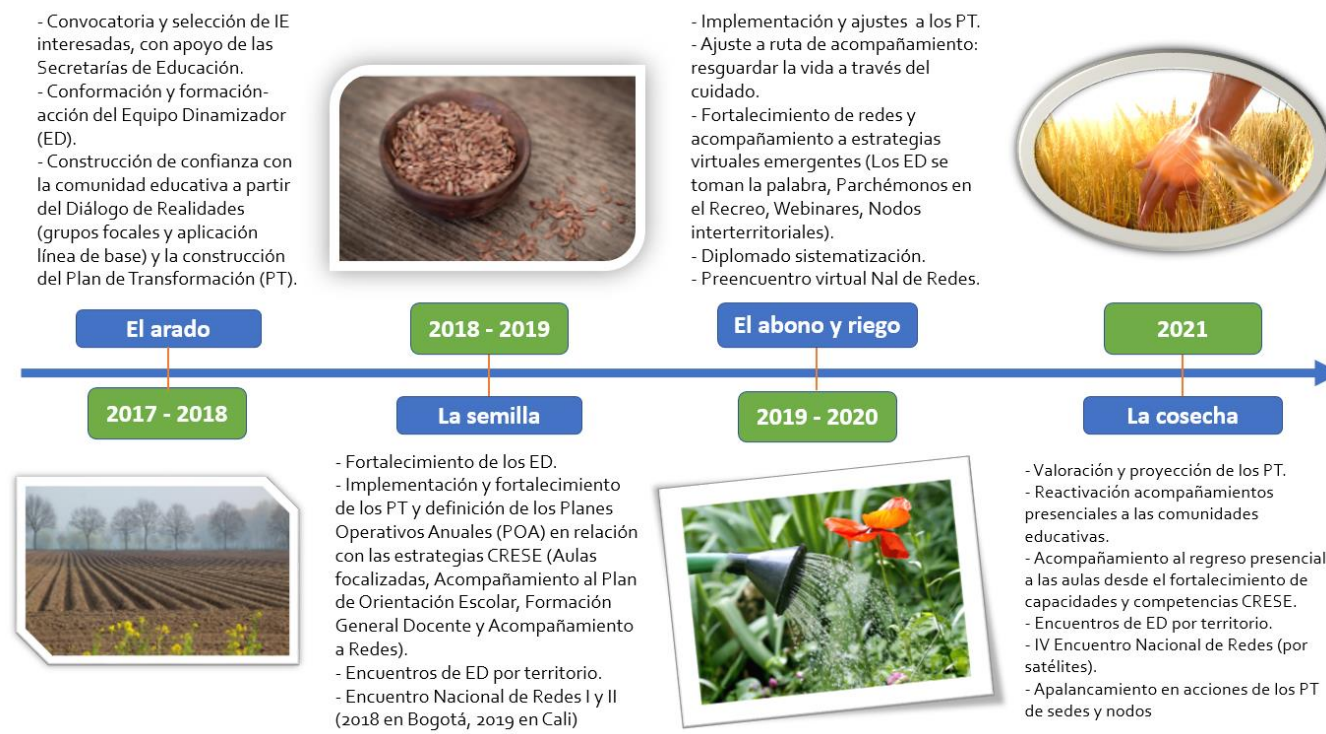 - Convocatoria y selección de IE
interesadas, con apoyo de las
Secretarías de Educación.
- Conformación y formación-
acción del Equipo Dinamizador
(ED).
- Construcción de confianza con
la comunidad educativa a partir
del Diálogo de Realidades
(grupos focales y aplicación
línea de base) y la construcción
del Plan de Transformación (PT).
El arado
2017 - 2018
2018 - 2019
La semilla
- Fortalecimiento de los ED.
- Implementación y fortalecimiento
de los PT y definición de los Planes
Operativos Anuales (POA) en relación
con las estrategias CRESE (Aulas
focalizadas, Acompañamiento al Plan
de Orientación Escolar, Formación
General Docente y Acompañamiento
a Redes).
- Encuentros de ED por territorio.
- Encuentro Nacional de Redes I y II
(2018 en Bogotá, 2019 en Cali)
- Implementación y ajustes a los PT.
- Ajuste a ruta de acompañamiento:
resguardar la vida a través del
cuidado.
- Fortalecimiento de redes y
acompañamiento a estrategias
virtuales emergentes (Los ED se
toman la palabra, Parchémonos en
el Recreo, Webinares, Nodos
interterritoriales).
- Diplomado sistematización.
- Preencuentro virtual Nal de Redes.
El abono y riego
2019 - 2020
2021
La cosecha
- Valoración y proyección de los PT.
- Reactivación acompañamientos
presenciales a las comunidades
educativas.
- Acompañamiento al regreso presencial
a las aulas desde el fortalecimiento de
capacidades y competencias CRESE.
- Encuentros de ED por territorio.
- IV Encuentro Nacional de Redes (por
satélites).
- Apalancamiento en acciones de los PT
de sedes y nodos